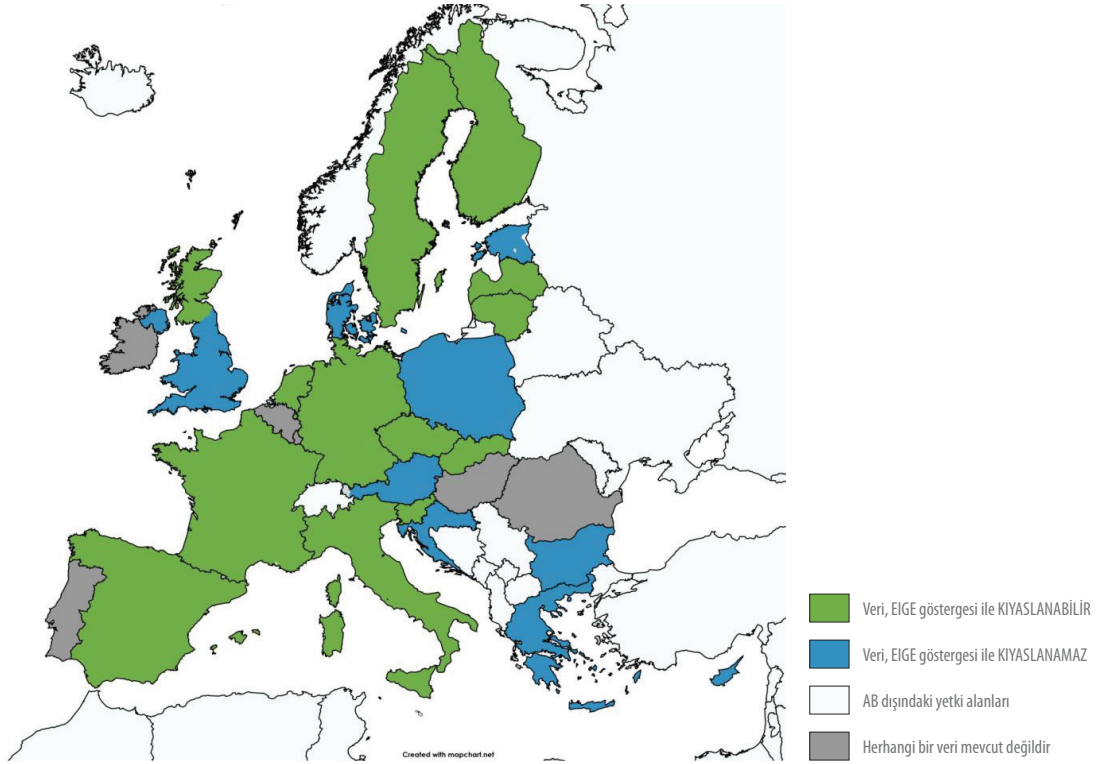 Veri, EIGE göstergesi ile KIYASLANABİLİR
Veri, EIGE göstergesi ile KIYASLANAMAZ
AB dışındaki yetki alanları
Herhangi bir veri mevcut değildir
Created with mapchart.net